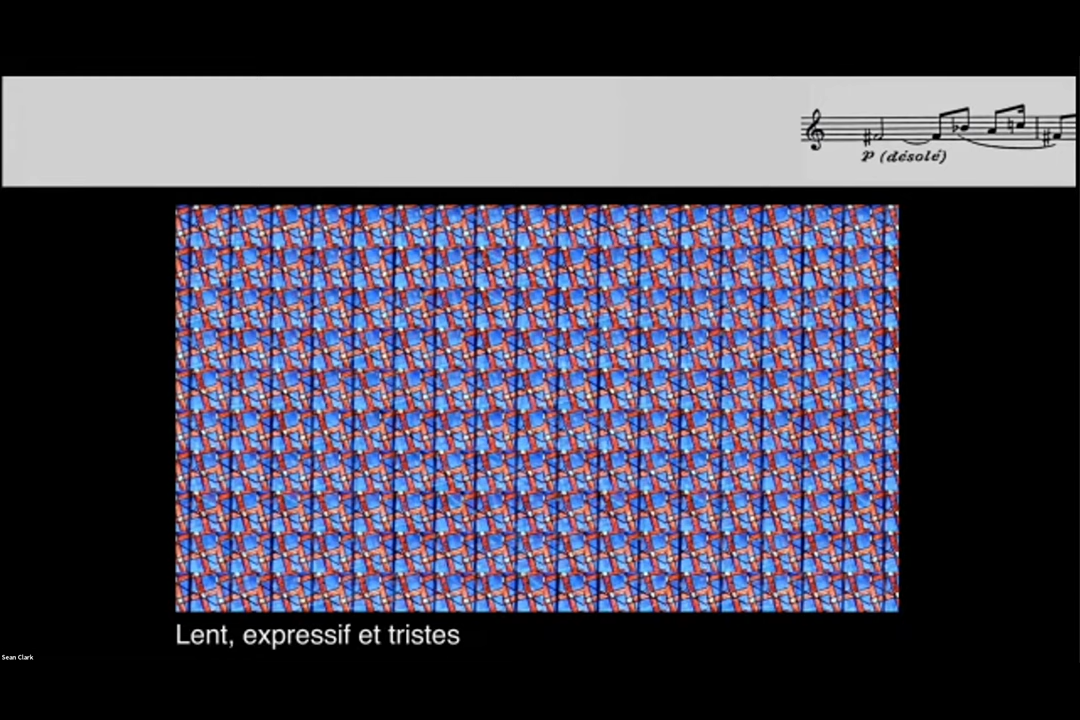 p (désolé)
Lent, expressif et tristes
Sean Clark